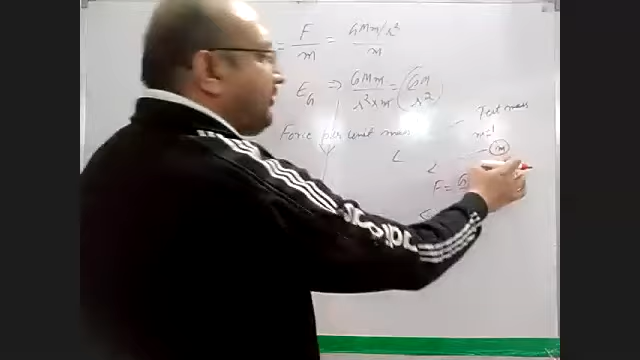 = F/m = GMm/r²/m
E_G ⇒ GMm/r²×m = (GM/r²)
Force per unit mass
Test mass
m=1
m
F = G
adidas